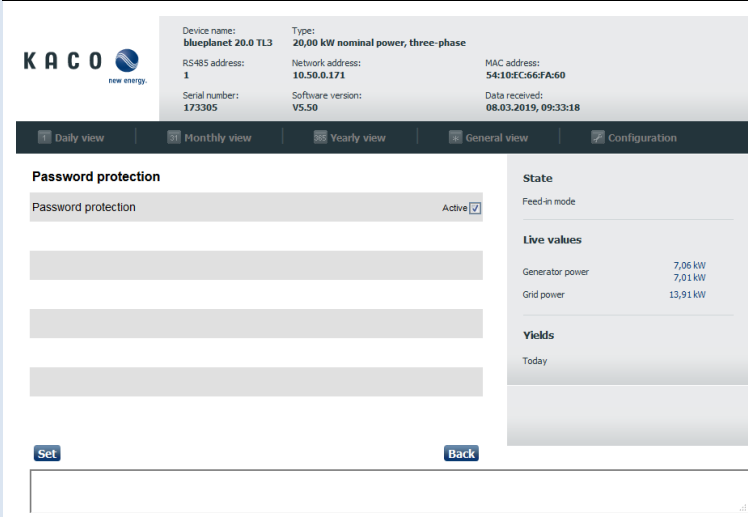 KACO
new energy.
Device name:
blueplanet 20.0 TL3
Type:
20,00 kW nominal power, three-phase
RS485 address:
1
Network address:
10.50.0.171
MAC address:
54:10:EC:66:FA:60
Serial number:
173305
Software version:
V5.50
Data received:
08.03.2019, 09:33:18
1 Daily view
31 Monthly view
365 Yearly view
General view
Configuration
Password protection
Password protection Active
State
Feed-in mode
Live values
Generator power 7,06 kW
7,01 kW
Grid power 13,91 kW
Yields
Today
Set
Back